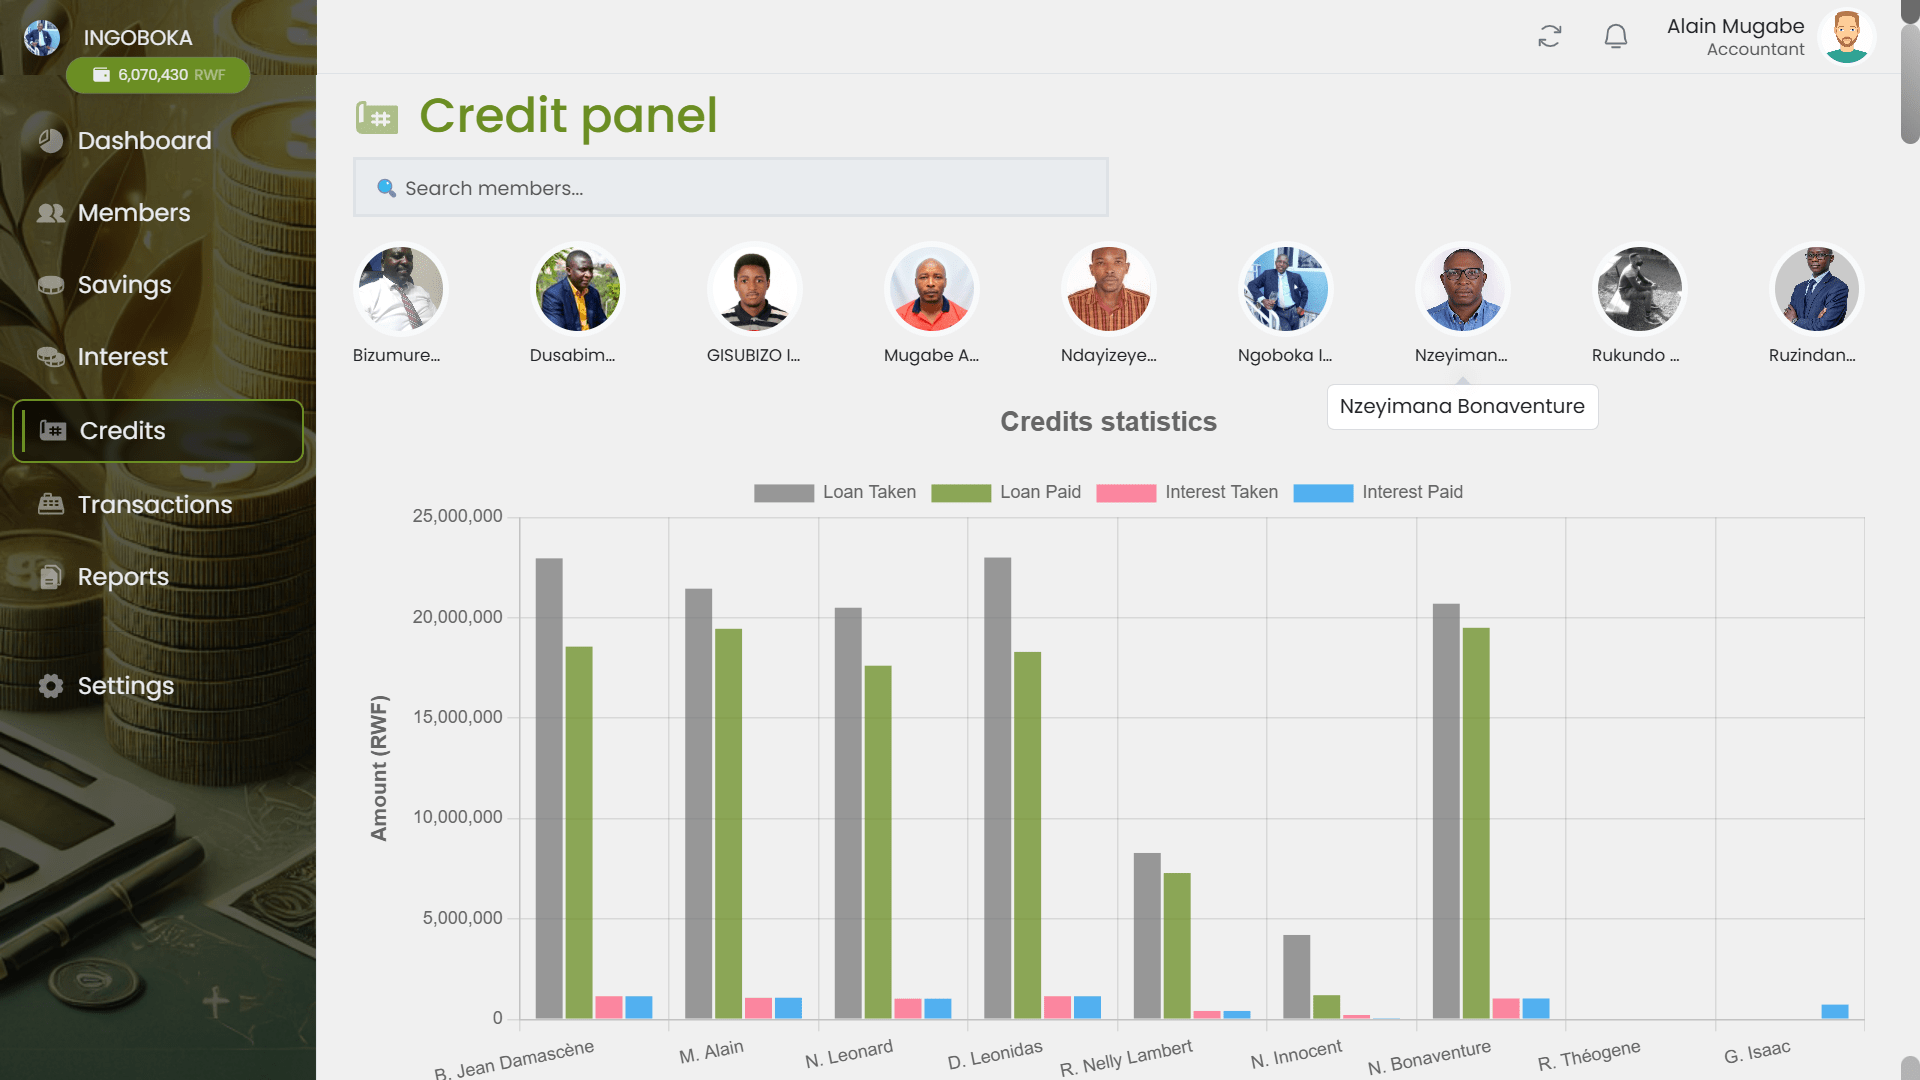 INGOBOKA
6,070,430 RWF
Dashboard
Members
Savings
Interest
Credits
Transactions
Reports
Settings
Alain Mugabe
Accountant
Credit panel
Search members...
Bizumure...
Dusabim...
GISUBIZO I...
Mugabe A...
Ndayizeye...
Ngoboka I...
Nzeyiman...
Rukundo ...
Ruzindan...
Nzeyimana Bonaventure
Credits statistics
Loan Taken
Loan Paid
Interest Taken
Interest Paid
Amount (RWF)
25,000,000
20,000,000
15,000,000
10,000,000
5,000,000
0
B. Jean Damascène
M. Alain
N. Leonard
D. Leonidas
R. Nelly Lambert
N. Innocent
N. Bonaventure
R. Théogene
G. Isaac